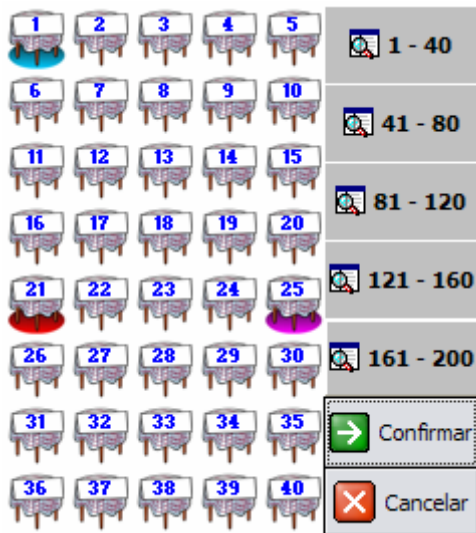 1 2 3 4 5
1 - 40
6 7 8 9 10
41 - 80
11 12 13 14 15
81 - 120
16 17 18 19 20
121 - 160
21 22 23 24 25
161 - 200
26 27 28 29 30
31 32 33 34 35
Confirmar
36 37 38 39 40
Cancelar